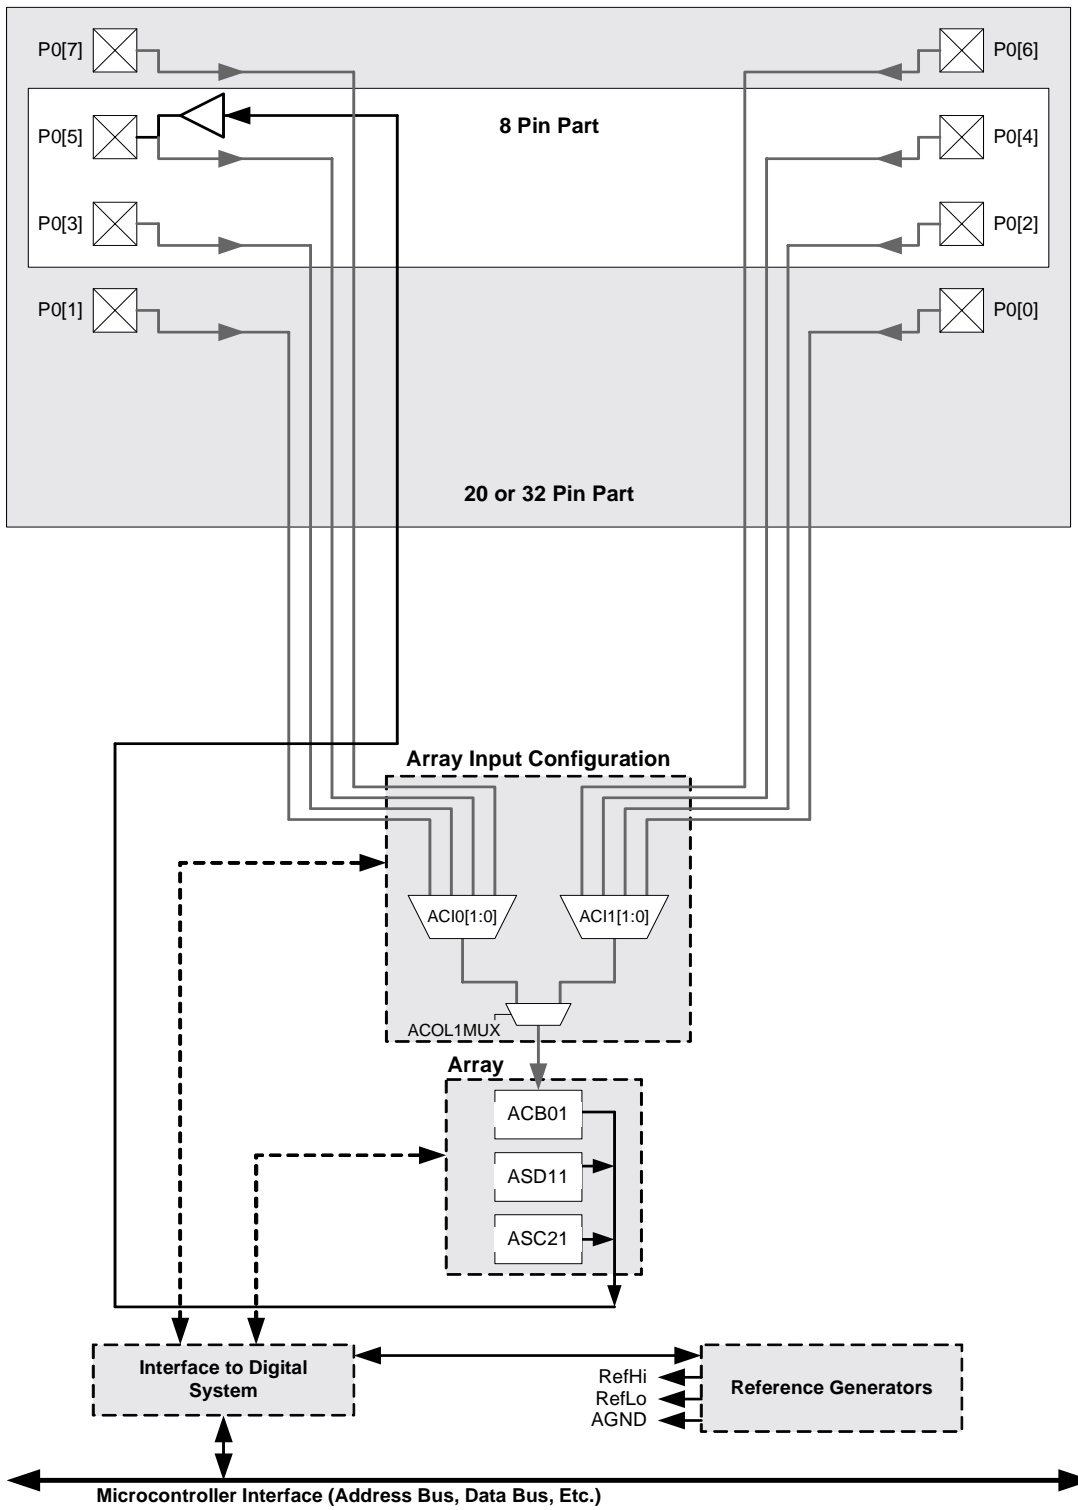 P0[7]
P0[6]
8 Pin Part
P0[5]
P0[4]
P0[3]
P0[2]
P0[1]
P0[0]
20 or 32 Pin Part
Array Input Configuration
ACI0[1:0]
ACI1[1:0]
ACOL1MUX
Array
ACB01
ASD11
ASC21
Interface to Digital
System
RefHi
RefLo
AGND
Reference Generators
Microcontroller Interface (Address Bus, Data Bus, Etc.)